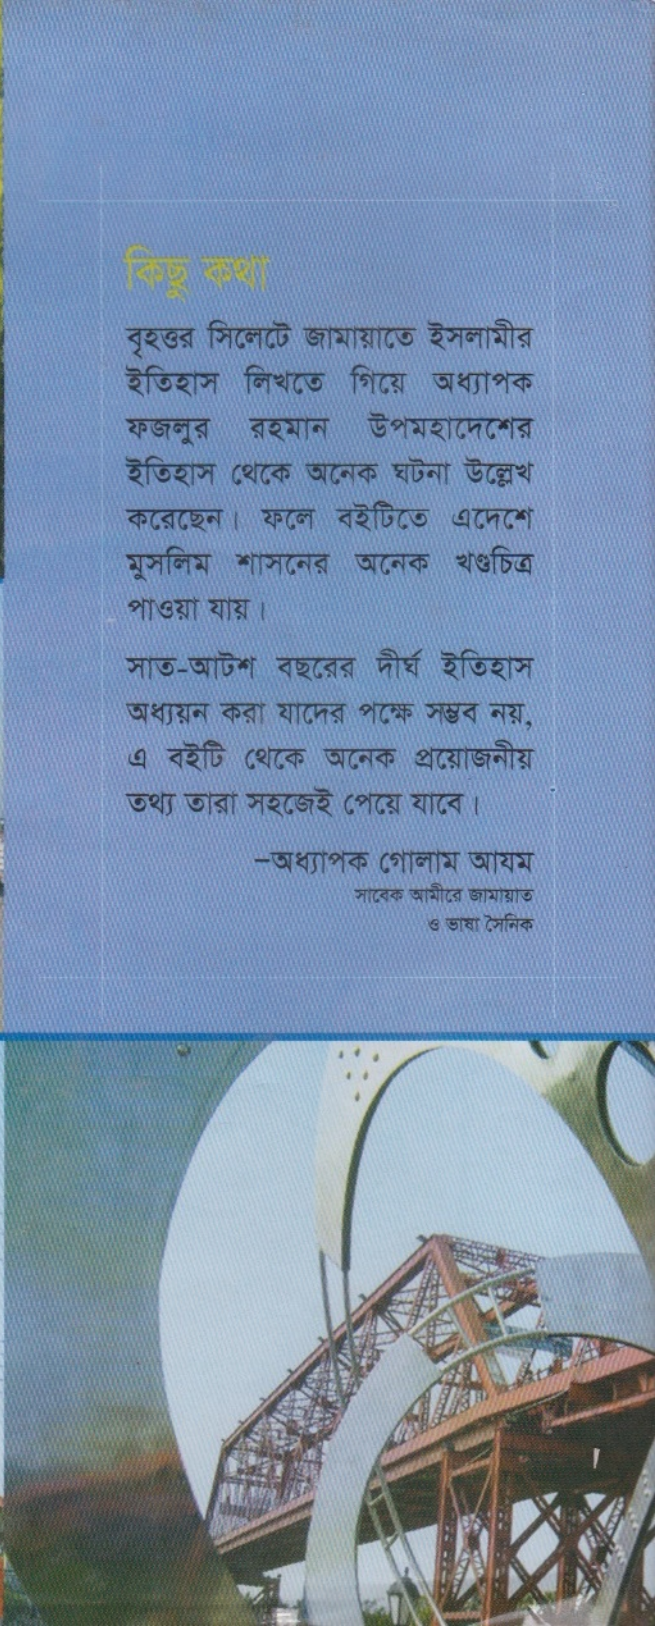 কিছু কথা
বৃহত্তর সিলেটে জামায়াতে ইসলামীর
ইতিহাস লিখতে গিয়ে অধ্যাপক
ফজলুর রহমান উপমহাদেশের
ইতিহাস থেকে অনেক ঘটনা উল্লেখ
করেছেন। ফলে বইটিতে এদেশে
মুসলিম শাসনের অনেক খণ্ডচিত্র
পাওয়া যায়।
সাত-আটশ বছরের দীর্ঘ ইতিহাস
অধ্যয়ন করা যাদের পক্ষে সম্ভব নয়,
এ বইটি থেকে অনেক প্রয়োজনীয়
তথ্য তারা সহজেই পেয়ে যাবে।
–অধ্যাপক গোলাম আযম
সাবেক আমীরে জামায়াত
ও ভাষা সৈনিক